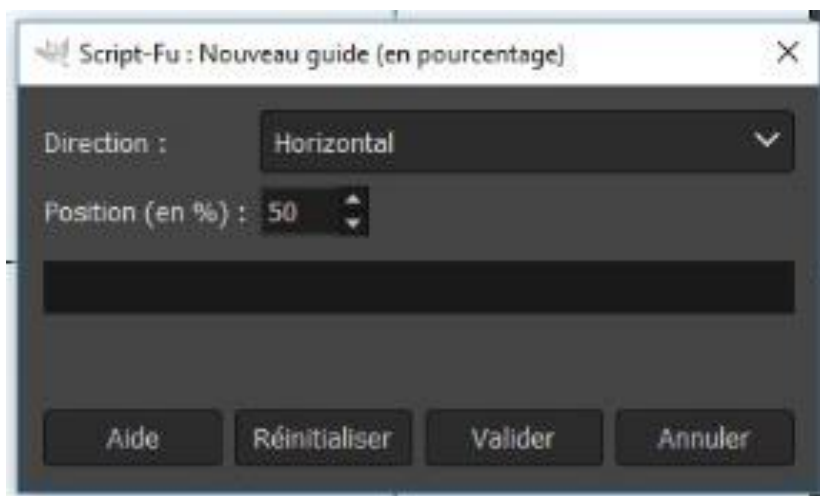 Script-Fu : Nouveau guide (en pourcentage)
Direction : Horizontal
Position (en %) : 50
Aide Réinitialiser Valider Annuler